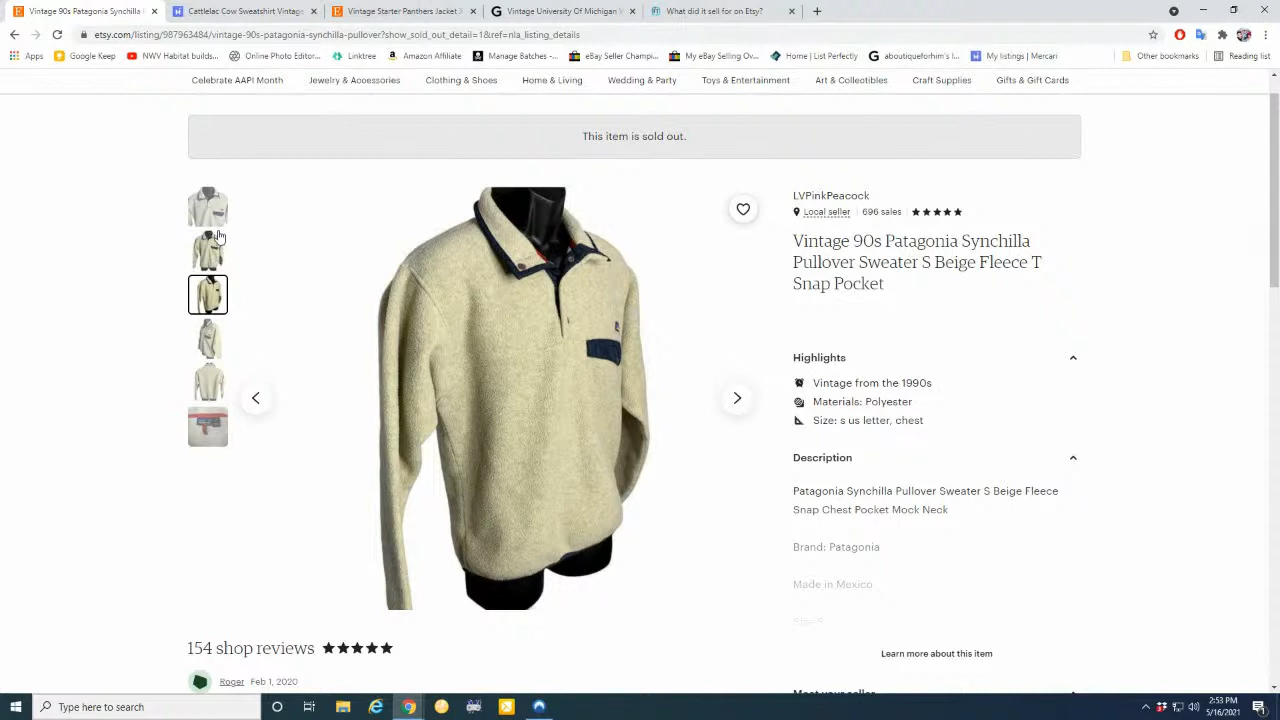 Vintage 90s Patagonia Synchilla P
Cattelac Cow Sweatshirt Vintage
Vintage Starter Panthers Jacket 3
Vintage University Of Michigan
What did it sell for on Etsy?
etsy.com/listing/987963484/vintage-90s-patagonia-synchilla-pullover?show_sold_out_detail=1&ref=nla_listing_details
Apps
Google Keep
NWV Habitat builds...
Online Photo Editor...
Linktree
Amazon Affiliate
Manage Batches -...
eBay Seller Champi...
My eBay Selling Ov...
Home | List Perfectly
aboutiqueforhim's l...
My listings | Mercari
Other bookmarks
Reading list
Celebrate AAPI Month
Jewelry & Accessories
Clothing & Shoes
Home & Living
Wedding & Party
Toys & Entertainment
Art & Collectibles
Craft Supplies
Gifts & Gift Cards
This item is sold out.
LVPinkPeacock
Local seller | 696 sales
Vintage 90s Patagonia Synchilla
Pullover Sweater S Beige Fleece T
Snap Pocket
Highlights
Vintage from the 1990s
Materials: Polyester
Size: s us letter, chest
Description
Patagonia Synchilla Pullover Sweater S Beige Fleece
Snap Chest Pocket Mock Neck
Brand: Patagonia
Made in Mexico
Learn more about this item
154 shop reviews
Roger Feb 1, 2020
Meet your seller
Type here to search
2:53 PM
5/16/2021